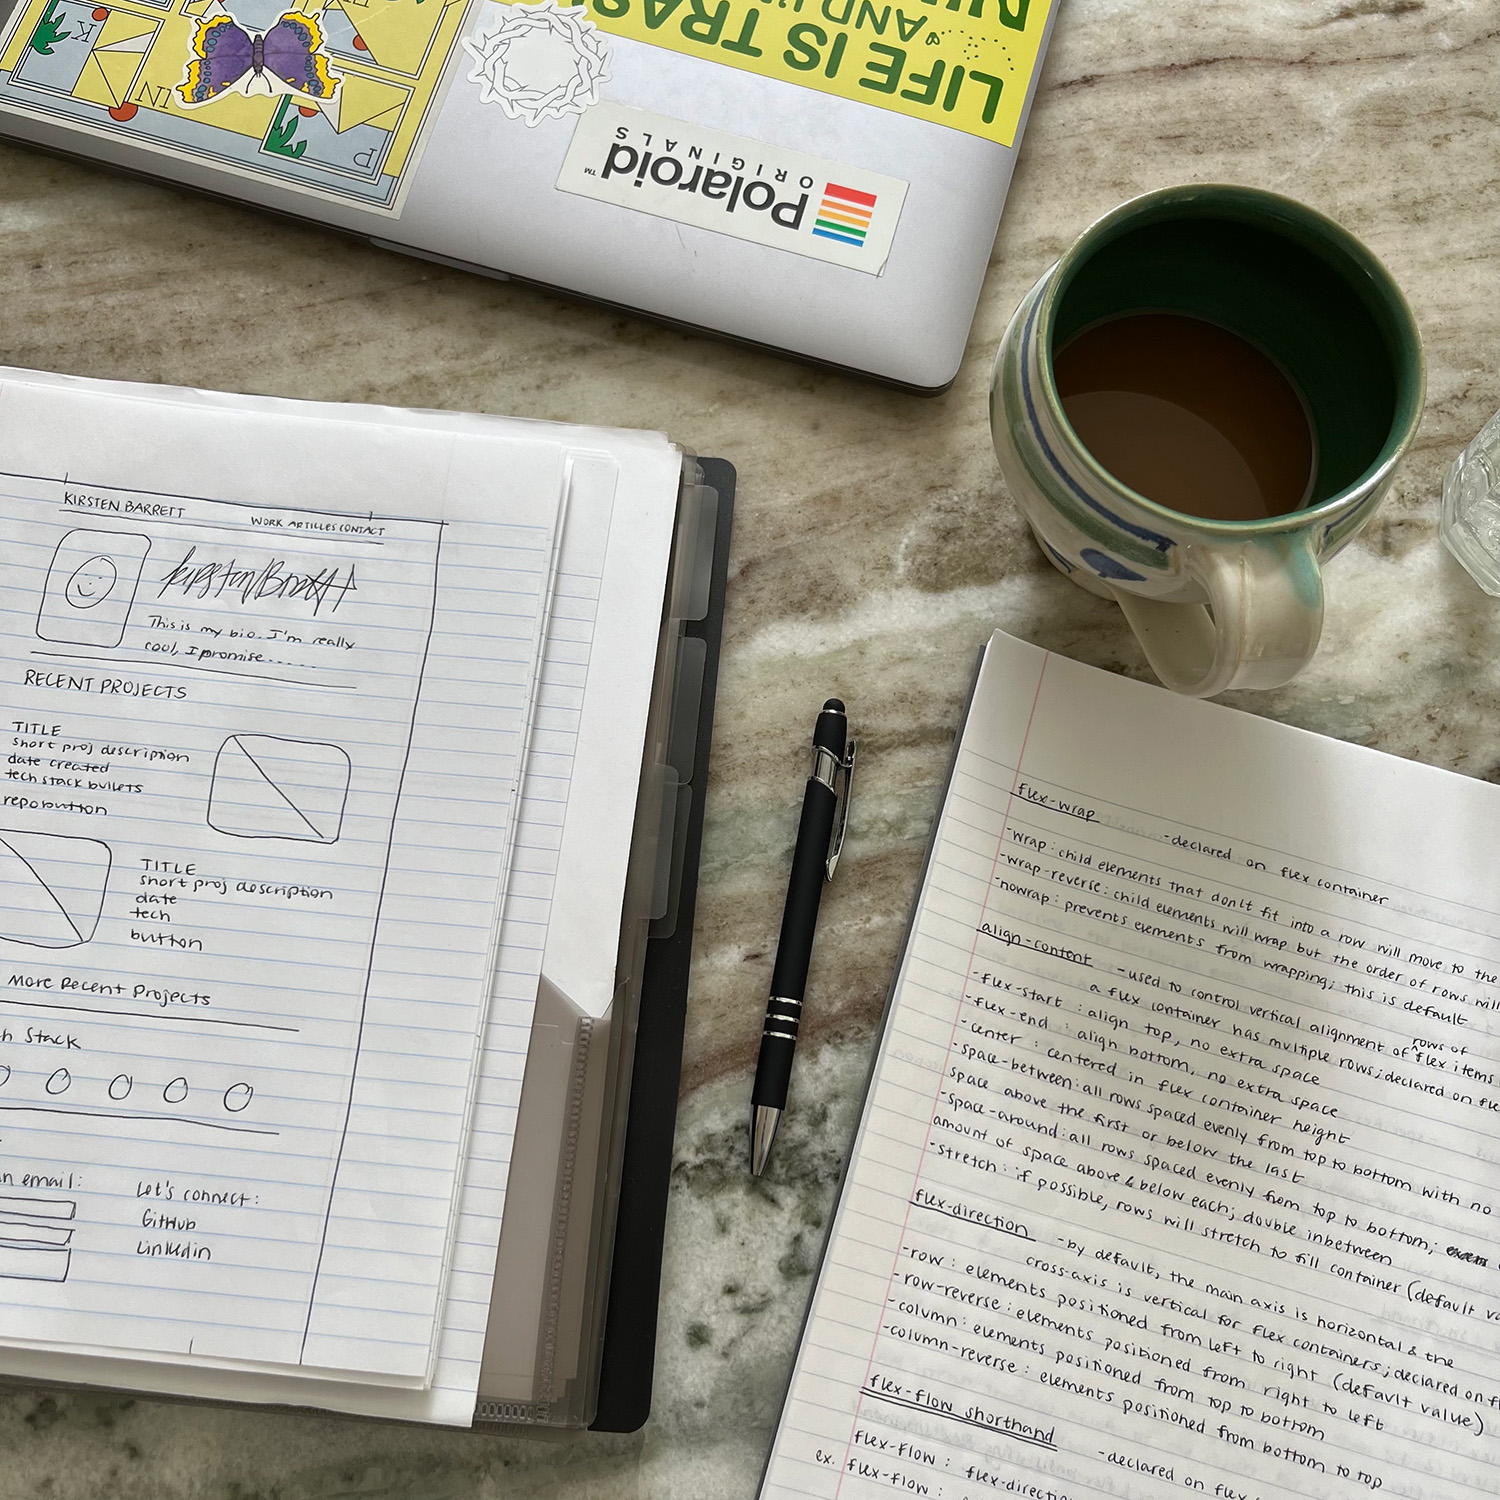 LIFE IS TRASH
AND I'
Polaroid
ORIGINALS
TM
K
IN
P
KIRSTEN BARRETT
WORK ARTICLES CONTACT
Kirsten Barrett
This is my bio. I'm really
cool, I promise.....
RECENT PROJECTS
TITLE
short proj description
date created
tech stack bullets
repo button
TITLE
short proj description
date
tech
button
More Recent Projects
h Stack
n email:
Let's connect:
GitHub
Linkedin
flex-wrap -declared on flex container
-wrap: child elements that don't fit into a row will move to the
-wrap-reverse: child elements will wrap but the order of rows will
-nowrap: prevents elements from wrapping; this is default
align-content -used to control vertical alignment of rows of flex items
a flex container has multiple rows; declared on fle
-flex-start: align top, no extra space
-flex-end: align bottom, no extra space
-center: centered in flex container height
-space-between: all rows spaced evenly from top to bottom with no
space above the first or below the last
-space-around: all rows spaced evenly from top to bottom;
amount of space above & below each; double inbetween
-stretch: if possible, rows will stretch to fill container (default va
flex-direction -by default, the main axis is horizontal & the
cross-axis is vertical for flex containers; declared on f
-row: elements positioned from left to right (default value)
-row-reverse: elements positioned from right to left
-column: elements positioned from top to bottom
-column-reverse: elements positioned from bottom to top
flex-flow shorthand -declared on flex
flex-flow: flex-directio
ex. flex-flow: